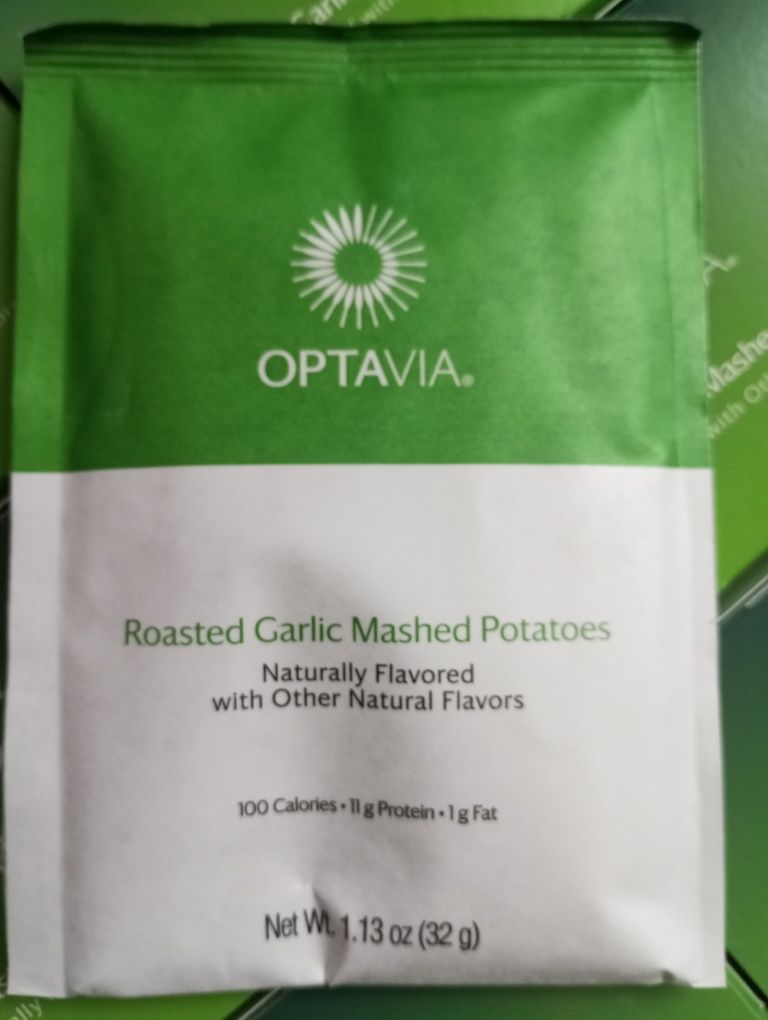 OPTAVIA®
Roasted Garlic Mashed Potatoes
Naturally Flavored
with Other Natural Flavors
100 Calories • 11 g Protein • 1 g Fat
Net Wt. 1.13 oz (32 g)